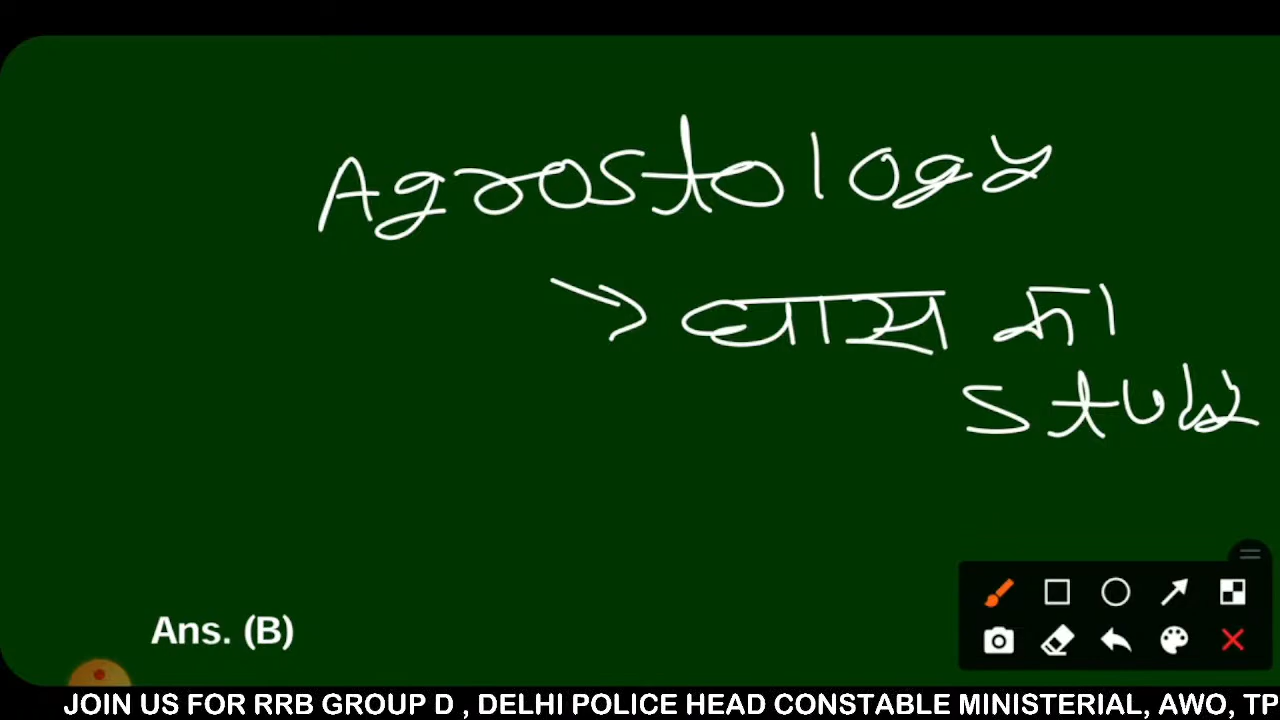 Agrostology
→ घास का
study
Ans. (B)
JOIN US FOR RRB GROUP D , DELHI POLICE HEAD CONSTABLE MINISTERIAL, AWO, TP